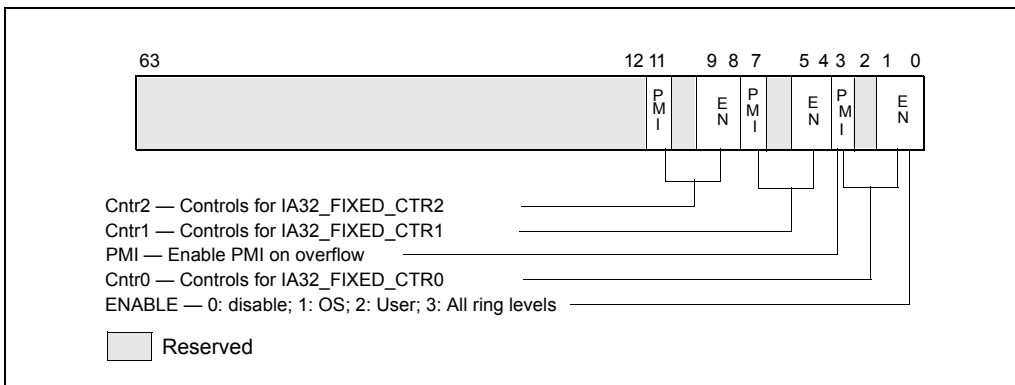 63 12 11 9 8 7 5 4 3 2 1 0
PMI EN PMI EN PMI EN
Cntr2 — Controls for IA32_FIXED_CTR2
Cntr1 — Controls for IA32_FIXED_CTR1
PMI — Enable PMI on overflow
Cntr0 — Controls for IA32_FIXED_CTR0
ENABLE — 0: disable; 1: OS; 2: User; 3: All ring levels
Reserved